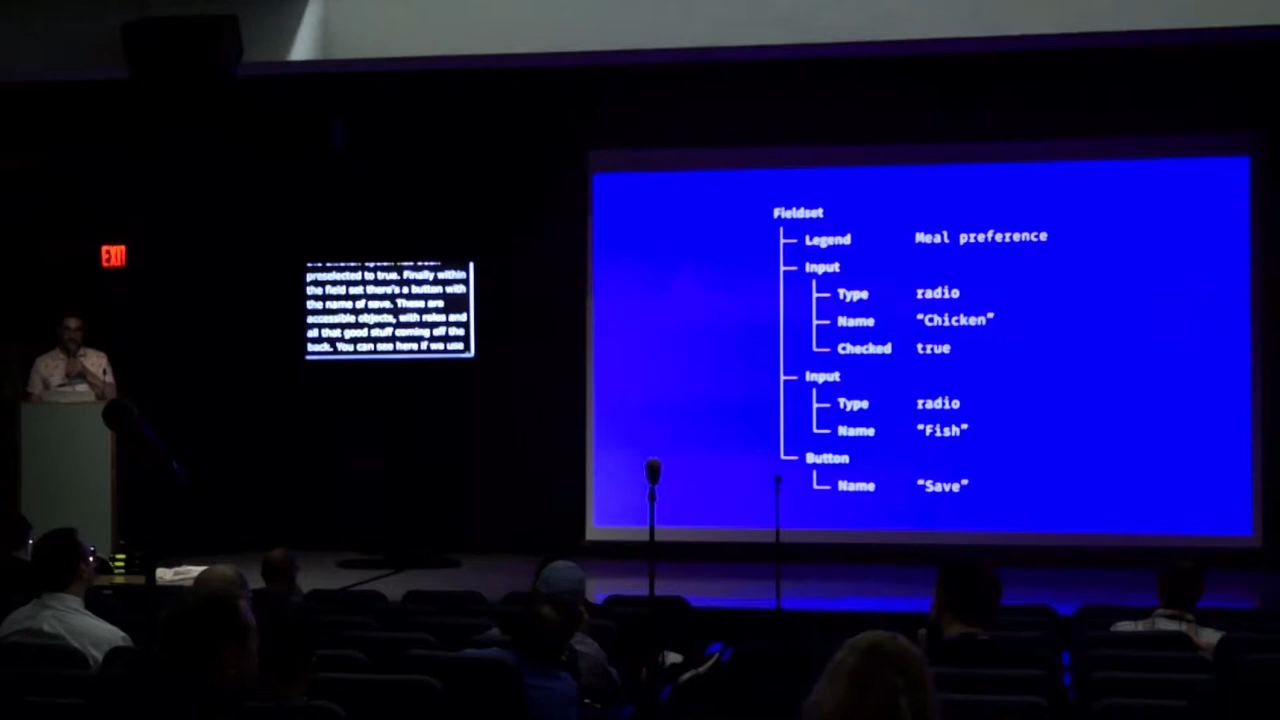 EXIT
preselected to true. Finally within
the field set there's a button with
the name of save. These are
accessible objects, with roles and
all that good stuff coming off the
back. You can see here if we use
Fieldset
Legend Meal preference
Input
Type radio
Name “Chicken”
Checked true
Input
Type radio
Name “Fish”
Button
Name “Save”